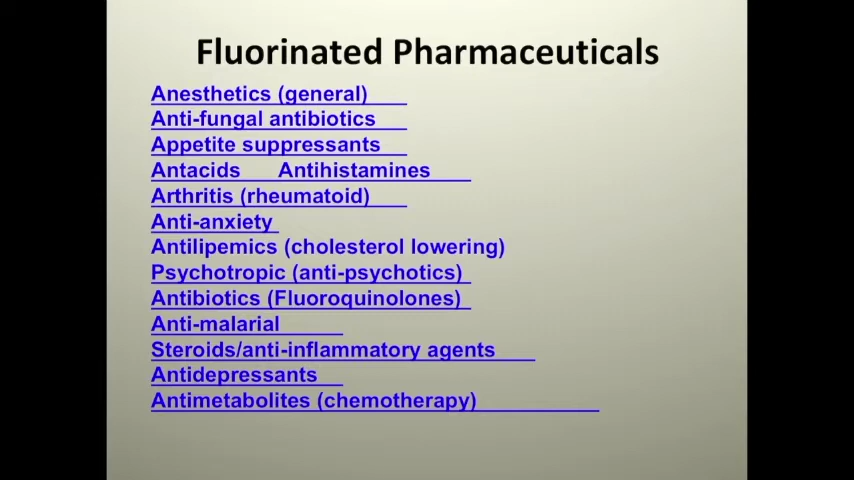 Fluorinated Pharmaceuticals
Anesthetics (general)
Anti-fungal antibiotics
Appetite suppressants
Antacids Antihistamines
Arthritis (rheumatoid)
Anti-anxiety
Antilipemics (cholesterol lowering)
Psychotropic (anti-psychotics)
Antibiotics (Fluoroquinolones)
Anti-malarial
Steroids/anti-inflammatory agents
Antidepressants
Antimetabolites (chemotherapy)